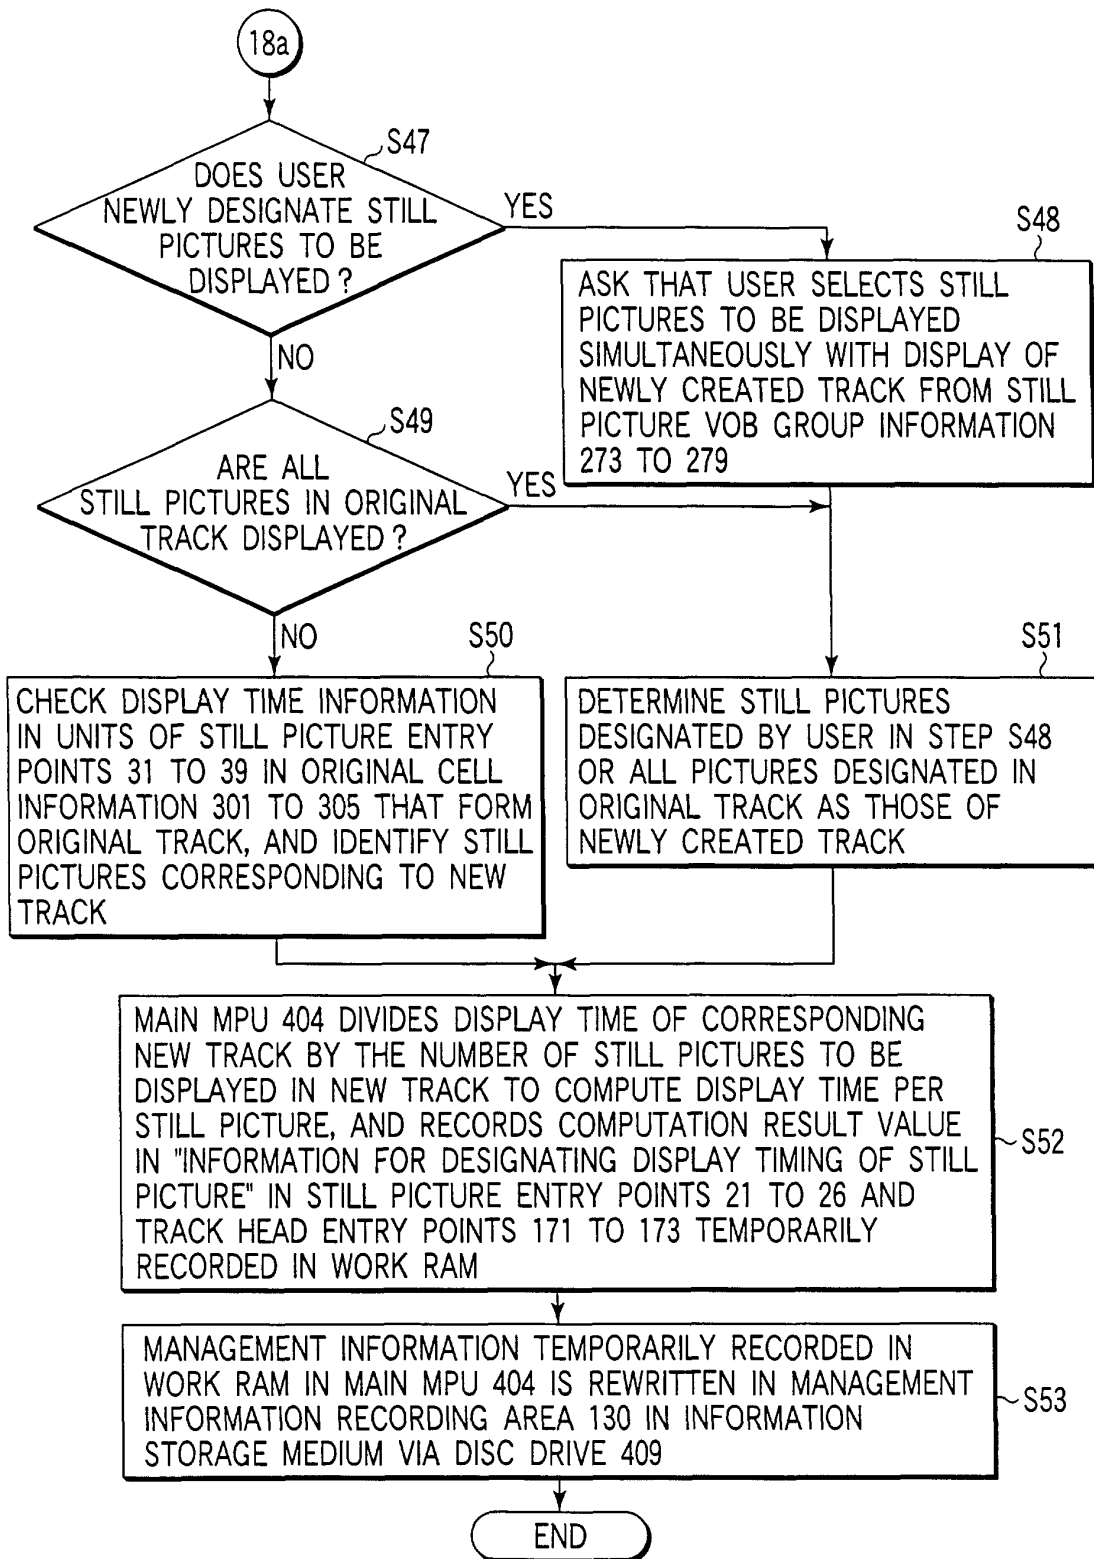 18a
S47
DOES USER
NEWLY DESIGNATE STILL
PICTURES TO BE
DISPLAYED?
YES
NO
S48
ASK THAT USER SELECTS STILL
PICTURES TO BE DISPLAYED
SIMULTANEOUSLY WITH DISPLAY OF
NEWLY CREATED TRACK FROM STILL
PICTURE VOB GROUP INFORMATION
273 TO 279
S49
ARE ALL
STILL PICTURES IN ORIGINAL
TRACK DISPLAYED?
YES
NO
S50
CHECK DISPLAY TIME INFORMATION
IN UNITS OF STILL PICTURE ENTRY
POINTS 31 TO 39 IN ORIGINAL CELL
INFORMATION 301 TO 305 THAT FORM
ORIGINAL TRACK, AND IDENTIFY STILL
PICTURES CORRESPONDING TO NEW
TRACK
S51
DETERMINE STILL PICTURES
DESIGNATED BY USER IN STEP S48
OR ALL PICTURES DESIGNATED IN
ORIGINAL TRACK AS THOSE OF
NEWLY CREATED TRACK
MAIN MPU 404 DIVIDES DISPLAY TIME OF CORRESPONDING
NEW TRACK BY THE NUMBER OF STILL PICTURES TO BE
DISPLAYED IN NEW TRACK TO COMPUTE DISPLAY TIME PER
STILL PICTURE, AND RECORDS COMPUTATION RESULT VALUE
IN "INFORMATION FOR DESIGNATING DISPLAY TIMING OF STILL
PICTURE" IN STILL PICTURE ENTRY POINTS 21 TO 26 AND
TRACK HEAD ENTRY POINTS 171 TO 173 TEMPORARILY
RECORDED IN WORK RAM
S52
MANAGEMENT INFORMATION TEMPORARILY RECORDED IN
WORK RAM IN MAIN MPU 404 IS REWRITTEN IN MANAGEMENT
INFORMATION RECORDING AREA 130 IN INFORMATION
STORAGE MEDIUM VIA DISC DRIVE 409
S53
END